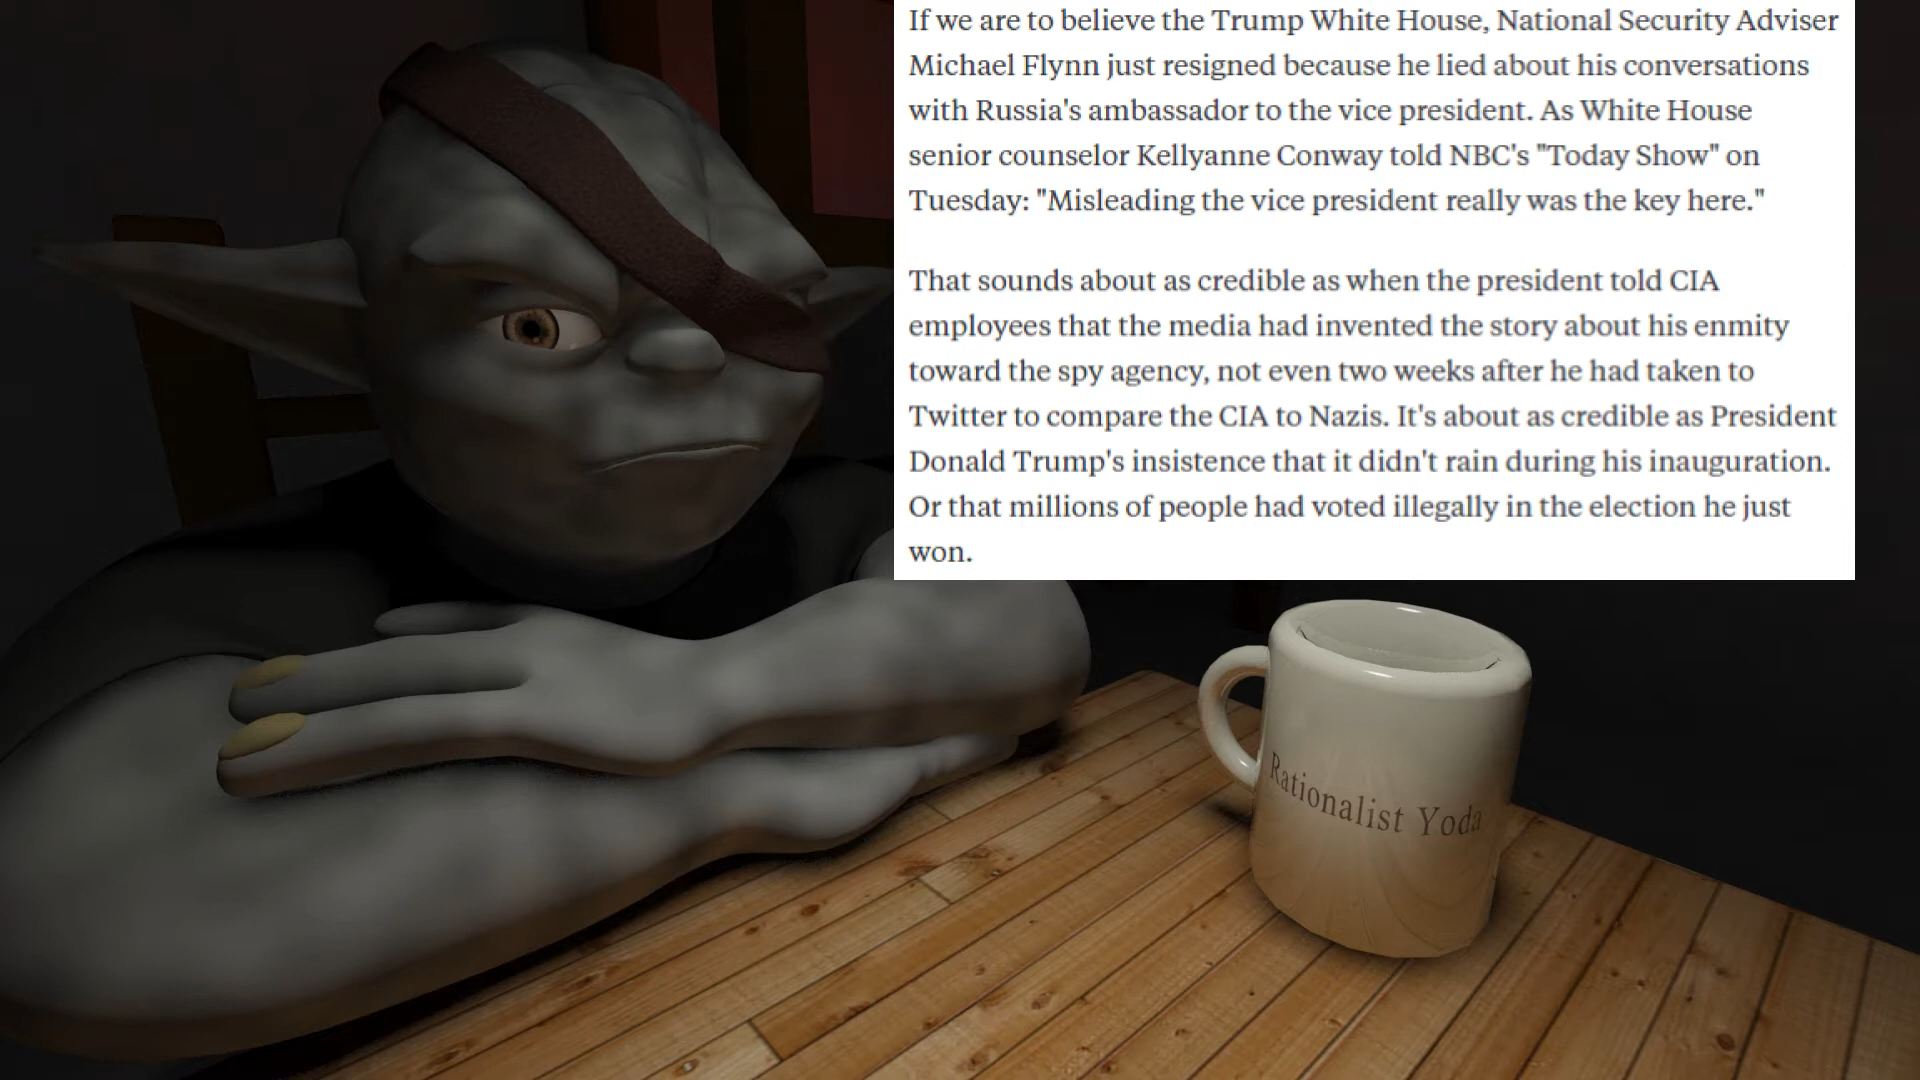 If we are to believe the Trump White House, National Security Adviser
Michael Flynn just resigned because he lied about his conversations
with Russia's ambassador to the vice president. As White House
senior counselor Kellyanne Conway told NBC's "Today Show" on
Tuesday: "Misleading the vice president really was the key here."
That sounds about as credible as when the president told CIA
employees that the media had invented the story about his enmity
toward the spy agency, not even two weeks after he had taken to
Twitter to compare the CIA to Nazis. It's about as credible as President
Donald Trump's insistence that it didn't rain during his inauguration.
Or that millions of people had voted illegally in the election he just
won.
Rationalist Yoda